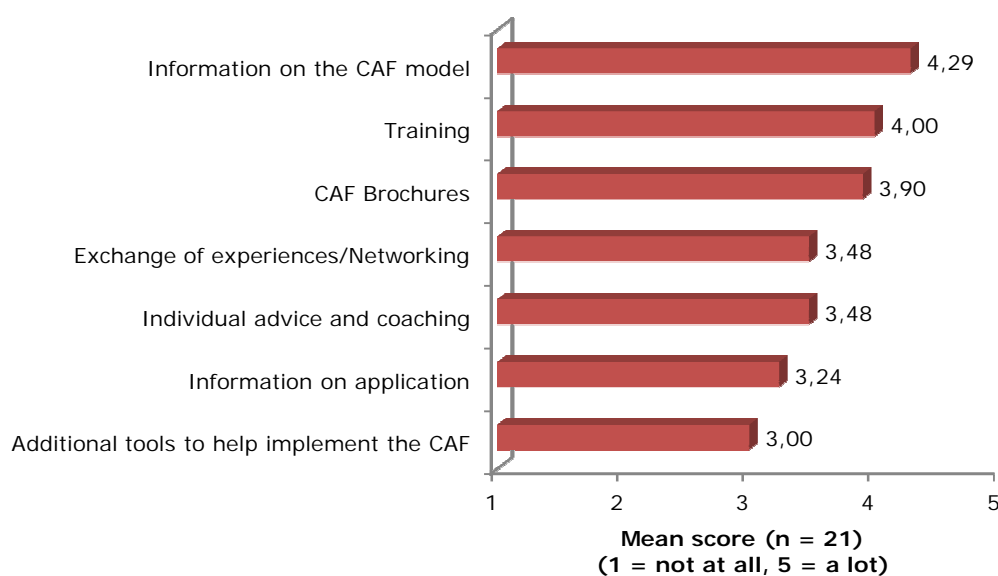 Information on the CAF model
4,29
Training
4,00
CAF Brochures
3,90
Exchange of experiences/Networking
3,48
Individual advice and coaching
3,48
Information on application
3,24
Additional tools to help implement the CAF
3,00
1 2 3 4 5
Mean score (n = 21)
(1 = not at all, 5 = a lot)